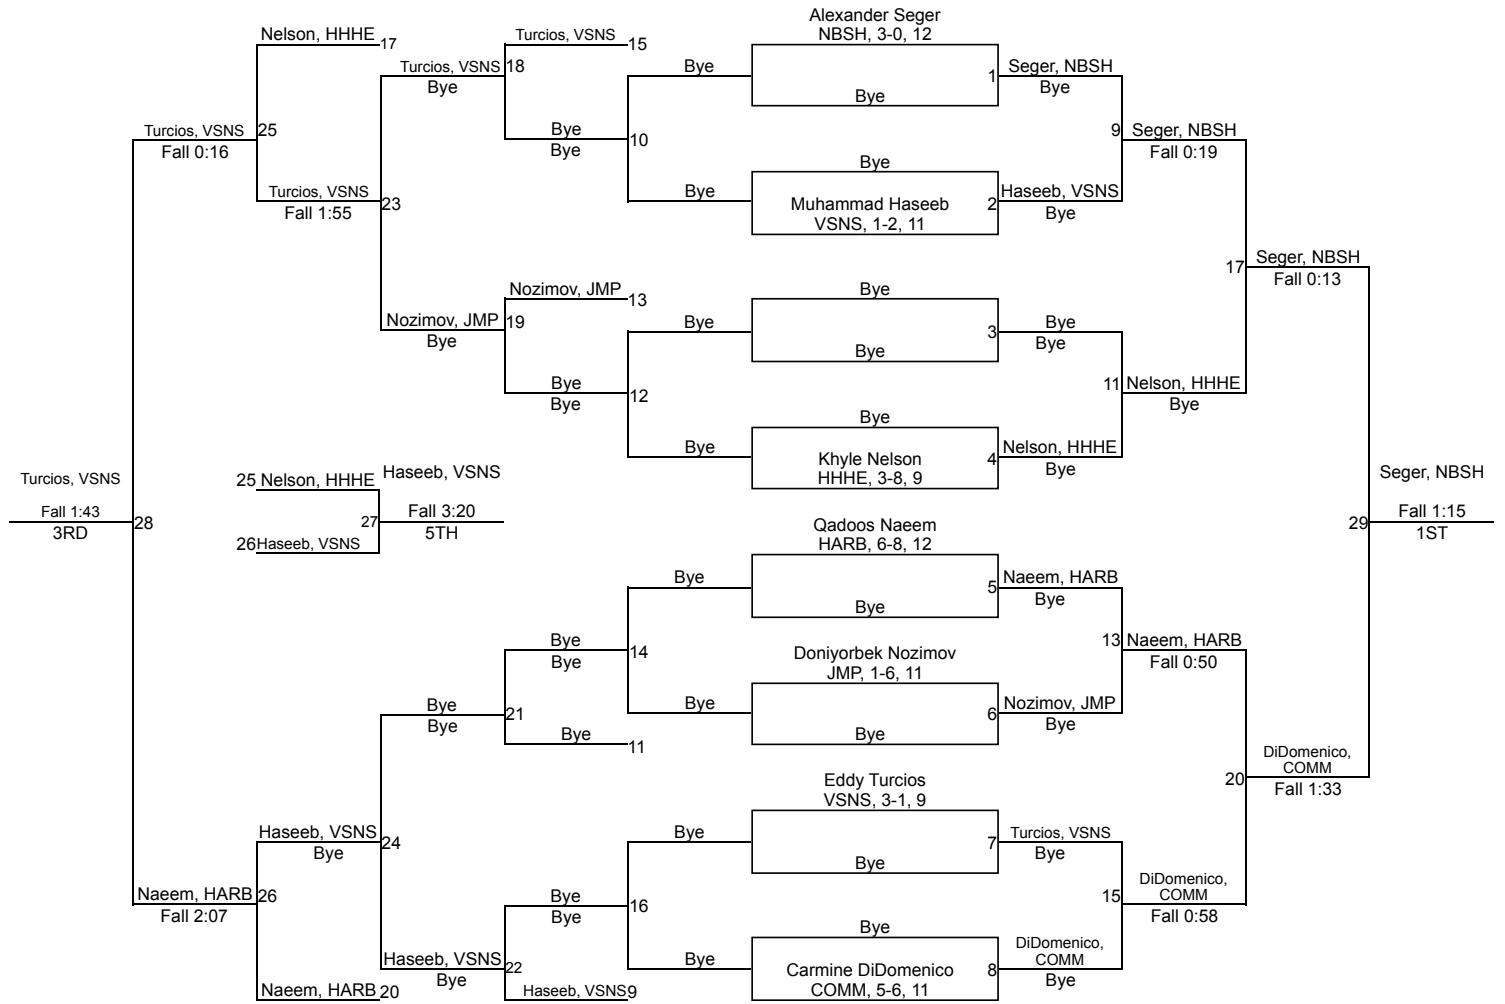 Alexander Seger
NBSH, 3-0, 12
Nelson, HHHE 17
Turcios, VSNS 15
Turcios, VSNS 18
Bye
Bye
1 Seger, NBSH
Bye
Bye
Turcios, VSNS 25
Fall 0:16
Bye
Bye
10
9 Seger, NBSH
Fall 0:19
Bye
Turcios, VSNS
Fall 1:55
23
Bye
Muhammad Haseeb
VSNS, 1-2, 11
2 Haseeb, VSNS
Bye
17 Seger, NBSH
Fall 0:13
Nozimov, JMP 13
Bye
Nozimov, JMP 19
Bye
Bye
3 Bye
Bye
Bye
Bye
Bye
12
11 Nelson, HHHE
Bye
Bye
Bye
Khyle Nelson
HHHE, 3-8, 9
4 Nelson, HHHE
Bye
Turcios, VSNS
Fall 1:43
3RD
28
25 Nelson, HHHE
Haseeb, VSNS
27 Fall 3:20
5TH
26 Haseeb, VSNS
Seger, NBSH
29 Fall 1:15
1ST
Qadoos Naeem
HARB, 6-8, 12
Bye
5 Naeem, HARB
Bye
Bye
Bye
Bye
14
13 Naeem, HARB
Fall 0:50
Doniyorbek Nozimov
JMP, 1-6, 11
Bye
6 Nozimov, JMP
Bye
Bye
Bye
Bye
21
Bye 11
DiDomenico,
COMM
20
Fall 1:33
Eddy Turcios
VSNS, 3-1, 9
Haseeb, VSNS 24
Bye
Bye
7 Turcios, VSNS
Bye
Bye
Naeem, HARB 26
Fall 2:07
Bye
Bye
16
DiDomenico,
COMM
15
Fall 0:58
Bye
Haseeb, VSNS 22
Bye
Bye
Carmine DiDomenico
COMM, 5-6, 11
8
DiDomenico,
COMM
Bye
Naeem, HARB 20
Haseeb, VSNS 9